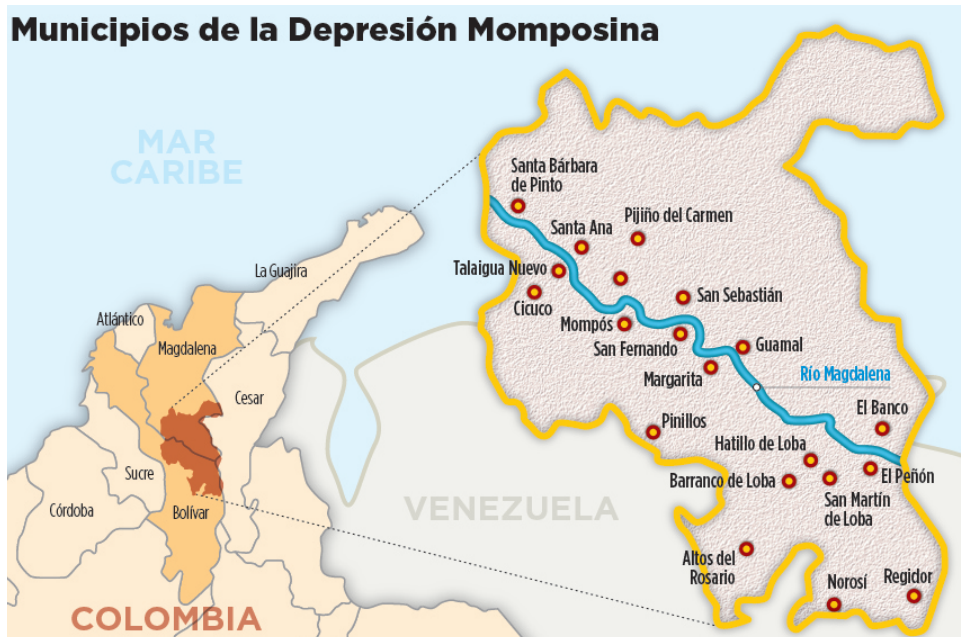 Municipios de la Depresión Momposina
MAR
CARIBE
La Guajira
Atlántico
Magdalena
Cesar
Sucre
Córdoba
Bolívar
COLOMBIA
VENEZUELA
Santa Bárbara
de Pinto
Pijiño del Carmen
Santa Ana
Talaigua Nuevo
Cicuco
San Sebastián
Mompós
San Fernando
Guamal
Margarita
Río Magdalena
Pinillos
El Banco
Hatillo de Loba
Barranco de Loba
El Peñón
San Martín
de Loba
Altos del
Rosario
Norosí
Regidor